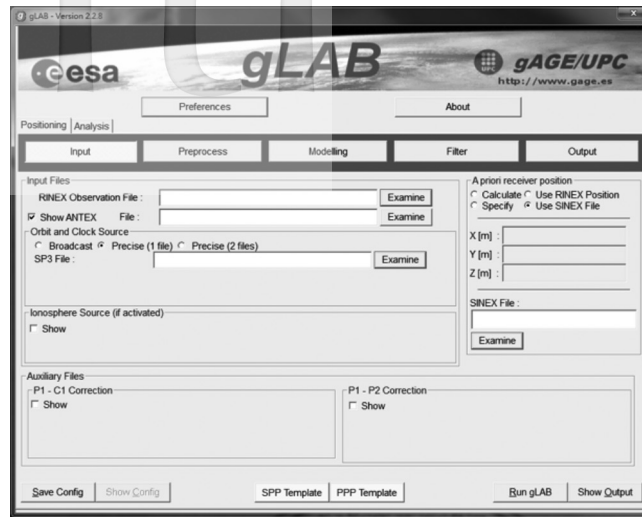 gLAB - Version 2.2.8
esa
gLAB
gAGE/UPC
http://www.gage.es
Preferences
About
Positioning
Analysis
Input
Preprocess
Modelling
Filter
Output
Input Files
RINEX Observation File :
Examine
Show ANTEX File :
Examine
Orbit and Clock Source
Broadcast
Precise (1 file)
Precise (2 files)
SP3 File :
Examine
Ionosphere Source (if activated)
Show
A priori receiver position
Calculate
Use RINEX Position
Specify
Use SINEX File
X [m] :
Y [m] :
Z [m] :
SINEX File :
Examine
Auxiliary Files
P1 - C1 Correction
Show
P1 - P2 Correction
Show
Save Config
Show Config
SPP Template
PPP Template
Run gLAB
Show Output